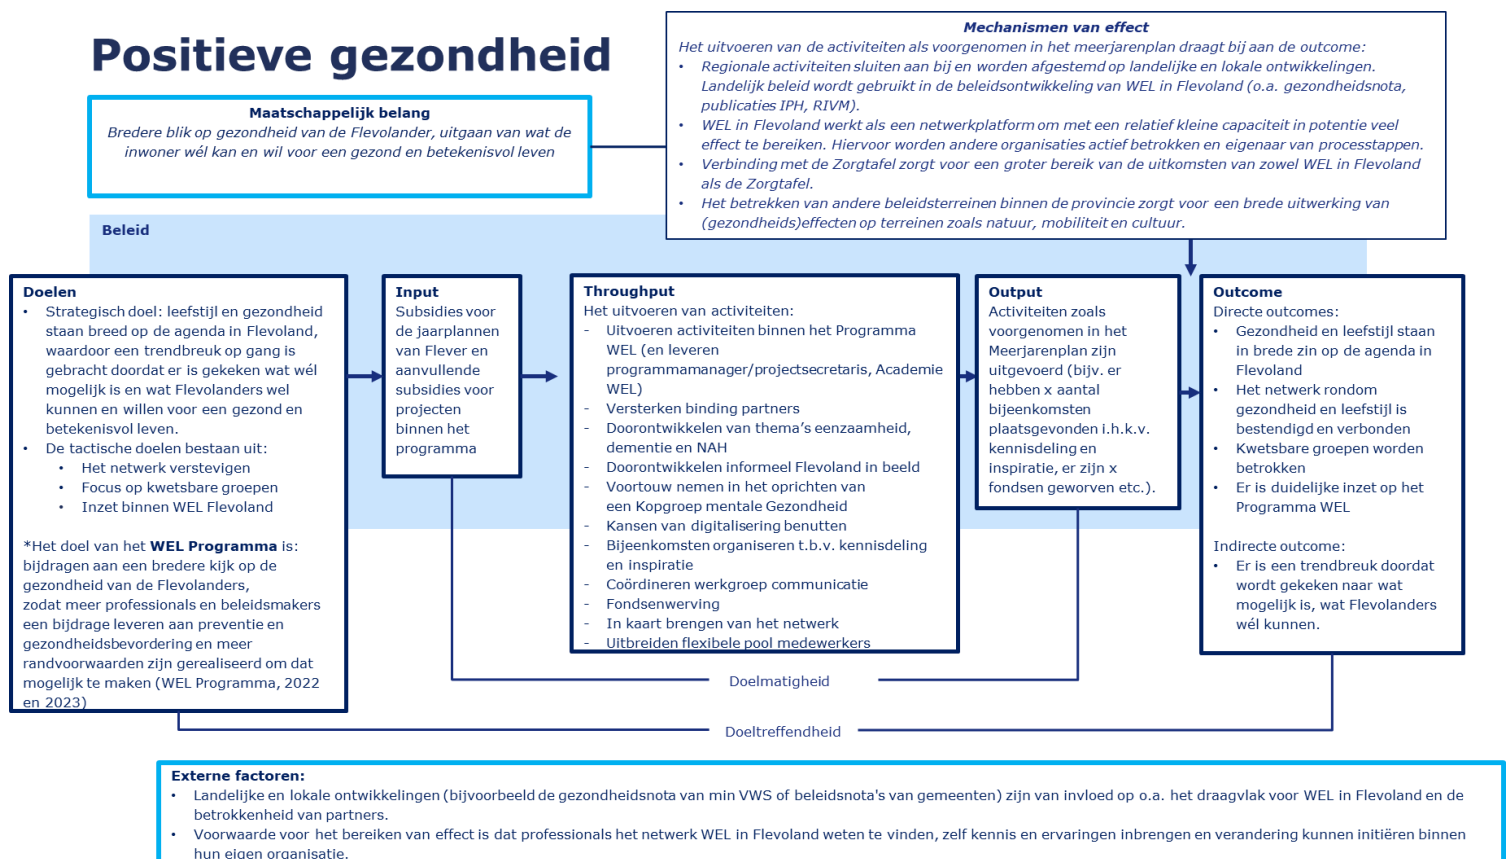 Positieve gezondheid
Maatschappelijk belang
Bredere blik op gezondheid van de Flevolander, uitgaan van wat de
inwoner wél kan en wil voor een gezond en betekenisvol leven
Mechanismen van effect
Het uitvoeren van de activiteiten als voorgenomen in het meerjarenplan draagt bij aan de outcome:
• Regionale activiteiten sluiten aan bij en worden afgestemd op landelijke en lokale ontwikkelingen.
Landelijk beleid wordt gebruikt in de beleidsontwikkeling van WEL in Flevoland (o.a. gezondheidsnota,
publicaties IPH, RIVM).
• WEL in Flevoland werkt als een netwerkplatform om met een relatief kleine capaciteit in potentie veel
effect te bereiken. Hiervoor worden andere organisaties actief betrokken en eigenaar van processtappen.
• Verbinding met de Zorgtafel zorgt voor een groter bereik van de uitkomsten van zowel WEL in Flevoland
als de Zorgtafel.
• Het betrekken van andere beleidsterreinen binnen de provincie zorgt voor een brede uitwerking van
(gezondheids)effecten op terreinen zoals natuur, mobiliteit en cultuur.
Beleid
Doelen
• Strategisch doel: leefstijl en gezondheid
staan breed op de agenda in Flevoland,
waardoor een trendbreuk op gang is
gebracht doordat er is gekeken wat wél
mogelijk is en wat Flevolanders wel
kunnen en willen voor een gezond en
betekenisvol leven.
• De tactische doelen bestaan uit:
• Het netwerk verstevigen
• Focus op kwetsbare groepen
• Inzet binnen WEL Flevoland
*Het doel van het WEL Programma is:
bijdragen aan een bredere kijk op de
gezondheid van de Flevolanders,
zodat meer professionals en beleidsmakers
een bijdrage leveren aan preventie en
gezondheidsbevordering en meer
randvoorwaarden zijn gerealiseerd om dat
mogelijk te maken (WEL Programma, 2022
en 2023)
Input
Subsidies voor
de jaarplannen
van Flever en
aanvullende
subsidies voor
projecten
binnen het
programma
Throughput
Het uitvoeren van activiteiten:
- Uitvoeren activiteiten binnen het Programma
WEL (en leveren
programmamanager/projectsecretaris, Academie
WEL)
- Versterken binding partners
- Doorontwikkelen van thema's eenzaamheid,
dementie en NAH
- Doorontwikkelen informeel Flevoland in beeld
- Voortouw nemen in het oprichten van
een Kopgroep mentale Gezondheid
- Kansen van digitalisering benutten
- Bijeenkomsten organiseren t.b.v. kennisdeling
en inspiratie
- Coördineren werkgroep communicatie
- Fondsenwerving
- In kaart brengen van het netwerk
- Uitbreiden flexibele pool medewerkers
Output
Activiteiten zoals
voorgenomen in het
Meerjarenplan zijn
uitgevoerd (bijv. er
hebben x aantal
bijeenkomsten
plaatsgevonden i.h.k.v.
kennisdeling en
inspiratie, er zijn x
fondsen geworven etc.).
Outcome
Directe outcomes:
• Gezondheid en leefstijl staan
in brede zin op de agenda in
Flevoland
• Het netwerk rondom
gezondheid en leefstijl is
bestendigd en verbonden
• Kwetsbare groepen worden
betrokken
• Er is duidelijke inzet op het
Programma WEL
Indirecte outcome:
• Er is een trendbreuk doordat
wordt gekeken naar wat
mogelijk is, wat Flevolanders
wél kunnen.
Doelmatigheid
Doeltreffendheid
Externe factoren:
• Landelijke en lokale ontwikkelingen (bijvoorbeeld de gezondheidsnota van min VWS of beleidsnota's van gemeenten) zijn van invloed op o.a. het draagvlak voor WEL in Flevoland en de
betrokkenheid van partners.
• Voorwaarde voor het bereiken van effect is dat professionals het netwerk WEL in Flevoland weten te vinden, zelf kennis en ervaringen inbrengen en verandering kunnen initiëren binnen
hun eigen organisatie.